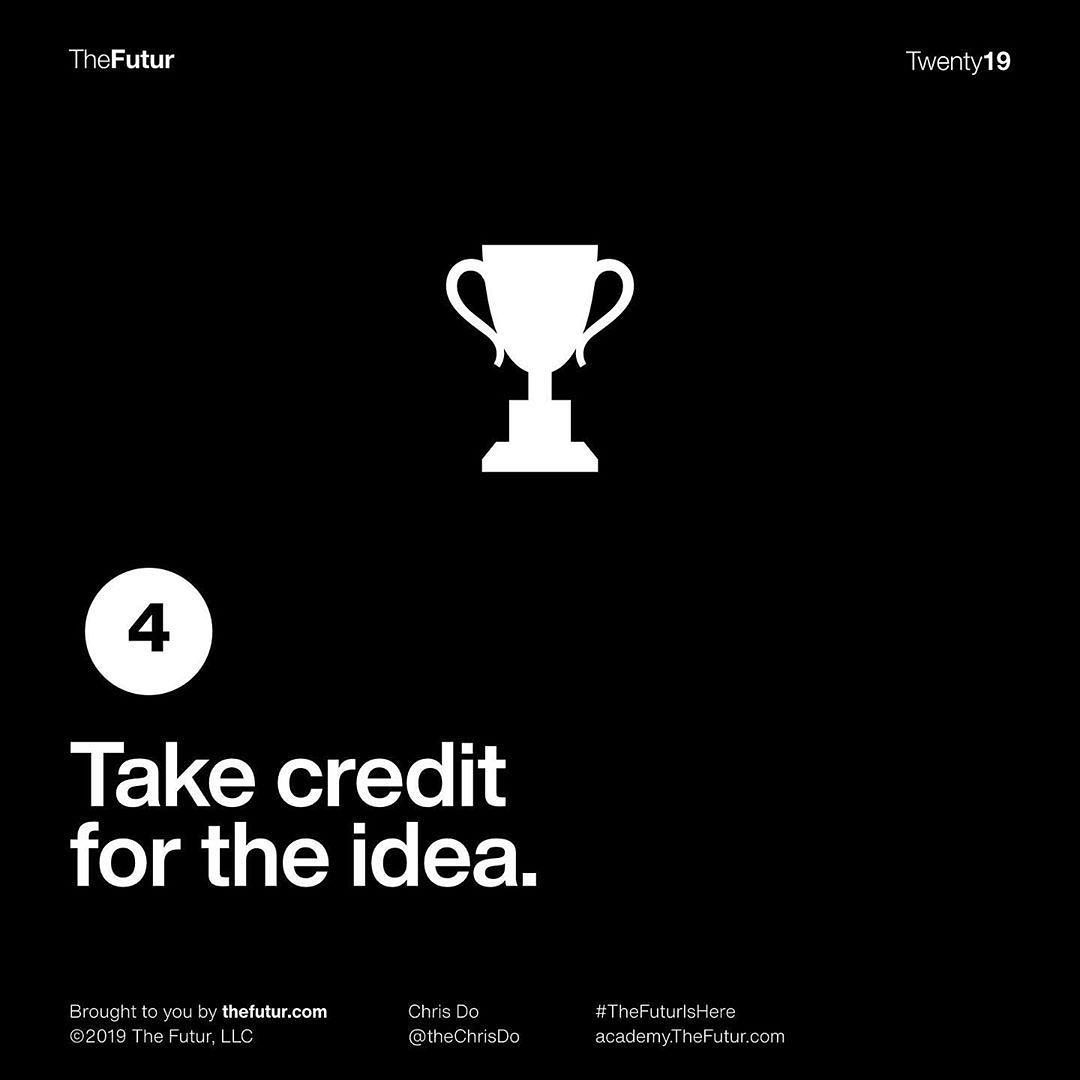 TheFutur
Twenty19
4
Take credit
for the idea.
Brought to you by thefutur.com
©2019 The Futur, LLC
Chris Do
@theChrisDo
#TheFuturIsHere
academy.TheFutur.com